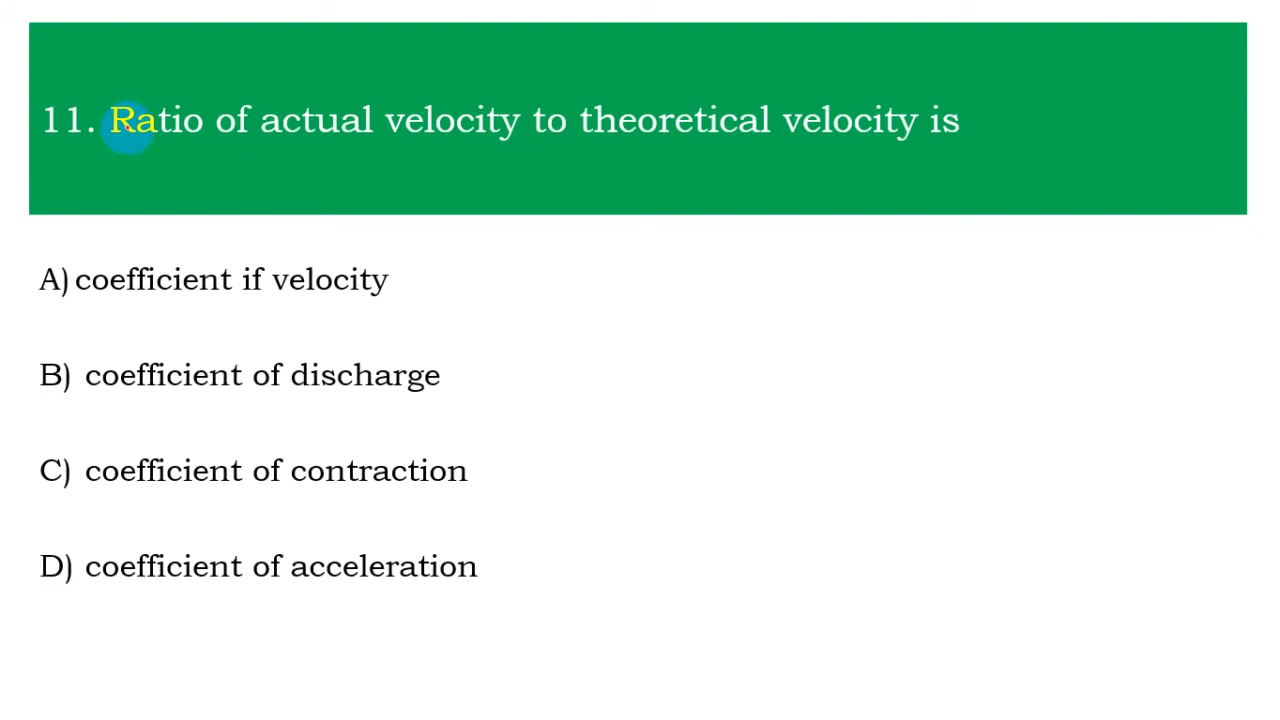 11. Ratio of actual velocity to theoretical velocity is
A) coefficient if velocity
B) coefficient of discharge
C) coefficient of contraction
D) coefficient of acceleration